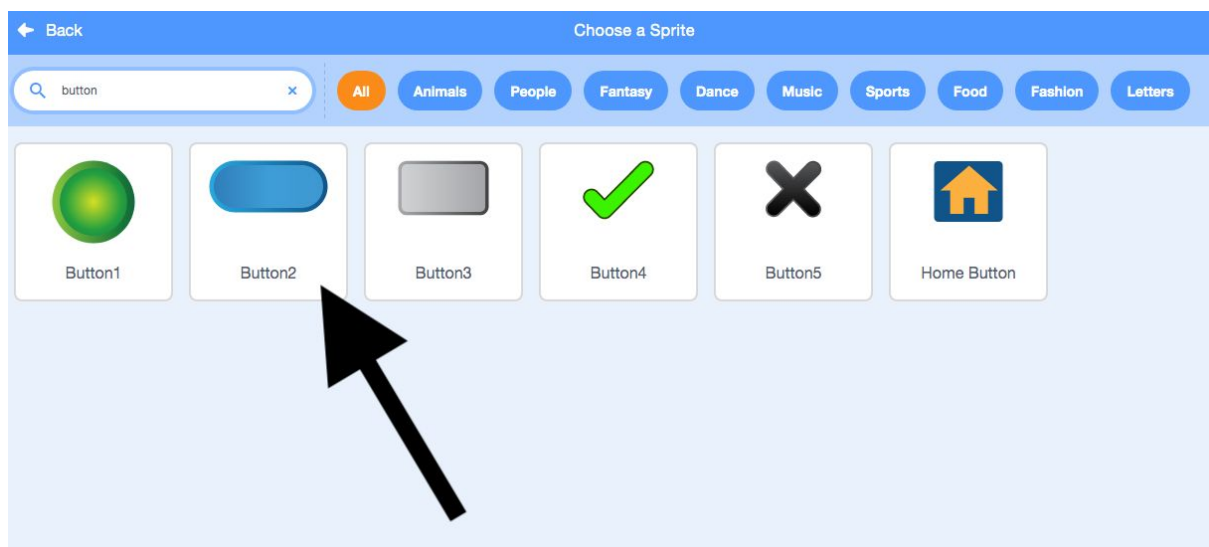 Back
Choose a Sprite
button
All Animals People Fantasy Dance Music Sports Food Fashion Letters
Button1 Button2 Button3 Button4 Button5 Home Button